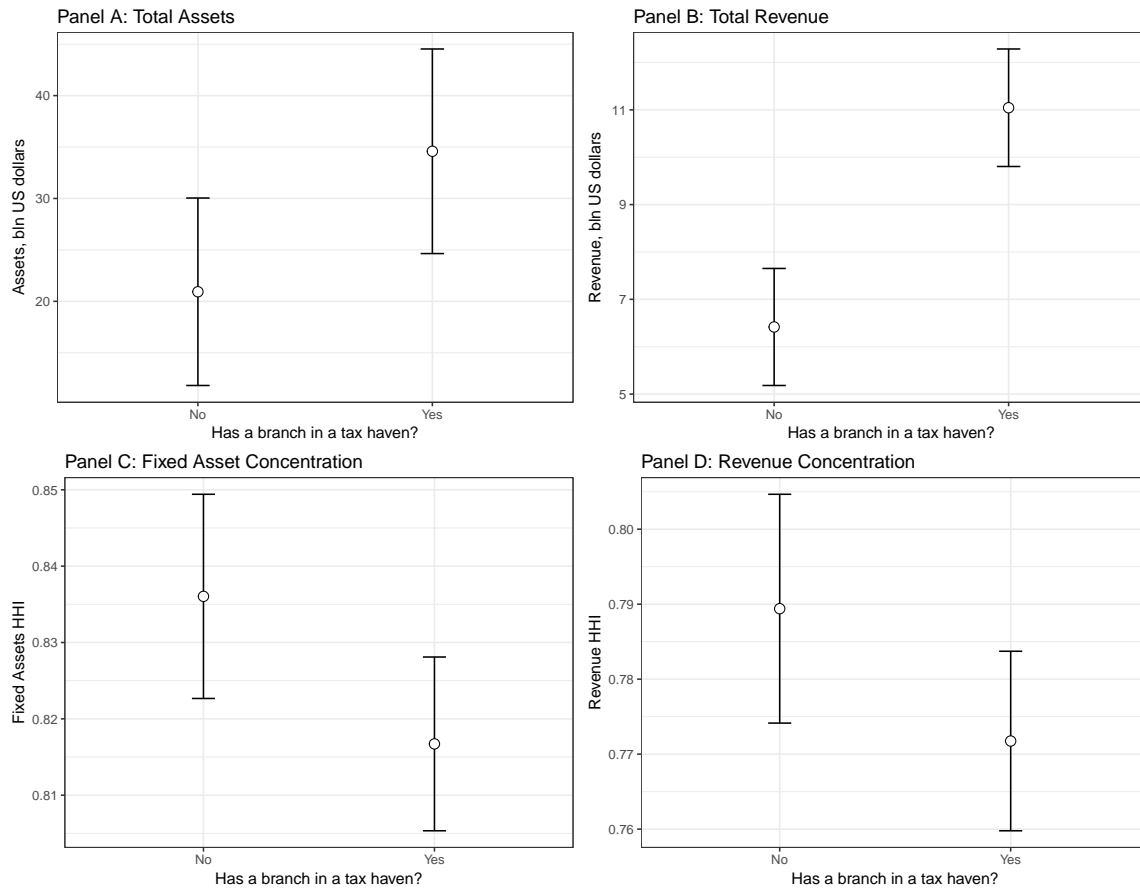 Panel A: Total Assets
Assets, bln US dollars
40
30
20
No
Yes
Has a branch in a tax haven?
Panel B: Total Revenue
Revenue, bln US dollars
11
9
7
5
No
Yes
Has a branch in a tax haven?
Panel C: Fixed Asset Concentration
Fixed Assets HHI
0.85
0.84
0.83
0.82
0.81
No
Yes
Has a branch in a tax haven?
Panel D: Revenue Concentration
Revenue HHI
0.80
0.79
0.78
0.77
0.76
No
Yes
Has a branch in a tax haven?